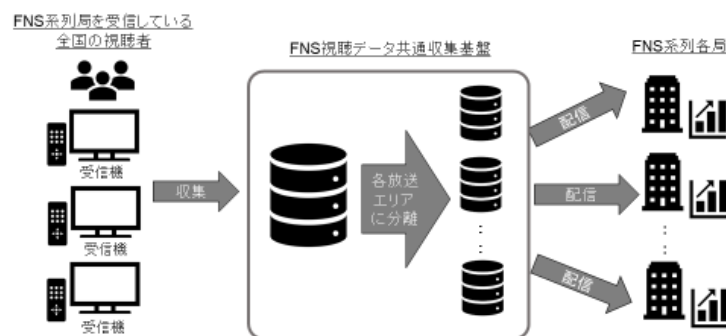 FNS系列局を受信している
全国の視聴者
受信機
受信機
受信機
収集
FNS視聴データ共通収集基盤
各放送
エリア
に分離
配信
配信
配信
FNS系列各局